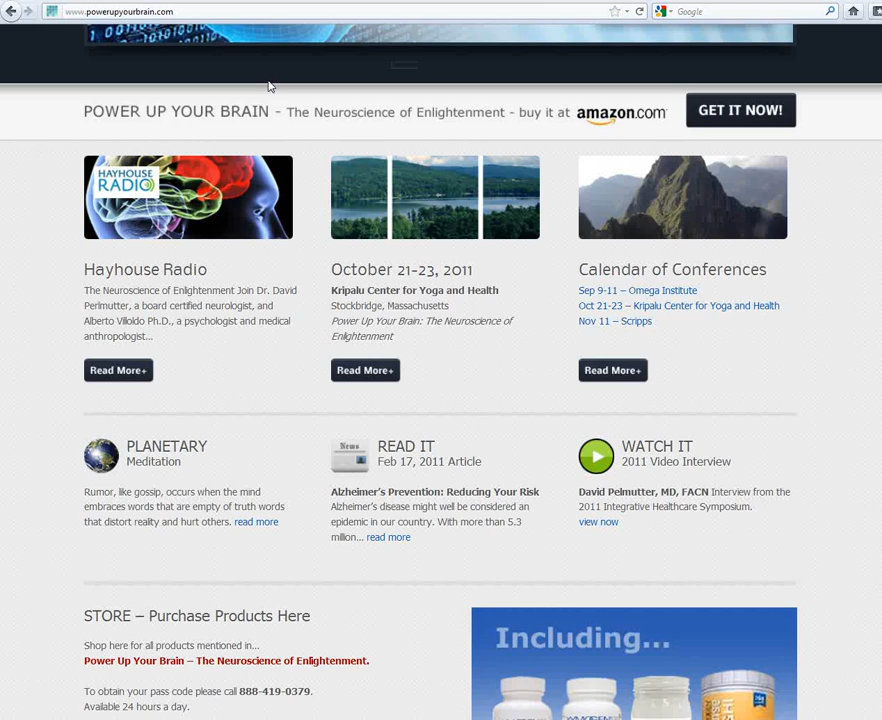 www.powerupyourbrain.com
Google
POWER UP YOUR BRAIN - The Neuroscience of Enlightenment - buy it at amazon.com
GET IT NOW!
HAYHOUSE
RADIO
Hayhouse Radio
The Neuroscience of Enlightenment Join Dr. David
Perlmutter, a board certified neurologist, and
Alberto Villoldo Ph.D., a psychologist and medical
anthropologist...
Read More+
October 21-23, 2011
Kripalu Center for Yoga and Health
Stockbridge, Massachusetts
Power Up Your Brain: The Neuroscience of
Enlightenment
Read More+
Calendar of Conferences
Sep 9-11 – Omega Institute
Oct 21-23 – Kripalu Center for Yoga and Health
Nov 11 – Scripps
Read More+
PLANETARY
Meditation
Rumor, like gossip, occurs when the mind
embraces words that are empty of truth words
that distort reality and hurt others. read more
News
READ IT
Feb 17, 2011 Article
Alzheimer's Prevention: Reducing Your Risk
Alzheimer's disease might well be considered an
epidemic in our country. With more than 5.3
million... read more
WATCH IT
2011 Video Interview
David Pelmutter, MD, FACN Interview from the
2011 Integrative Healthcare Symposium.
view now
STORE – Purchase Products Here
Shop here for all products mentioned in...
Power Up Your Brain – The Neuroscience of Enlightenment.
To obtain your pass code please call 888-419-0379.
Available 24 hours a day.
Including...